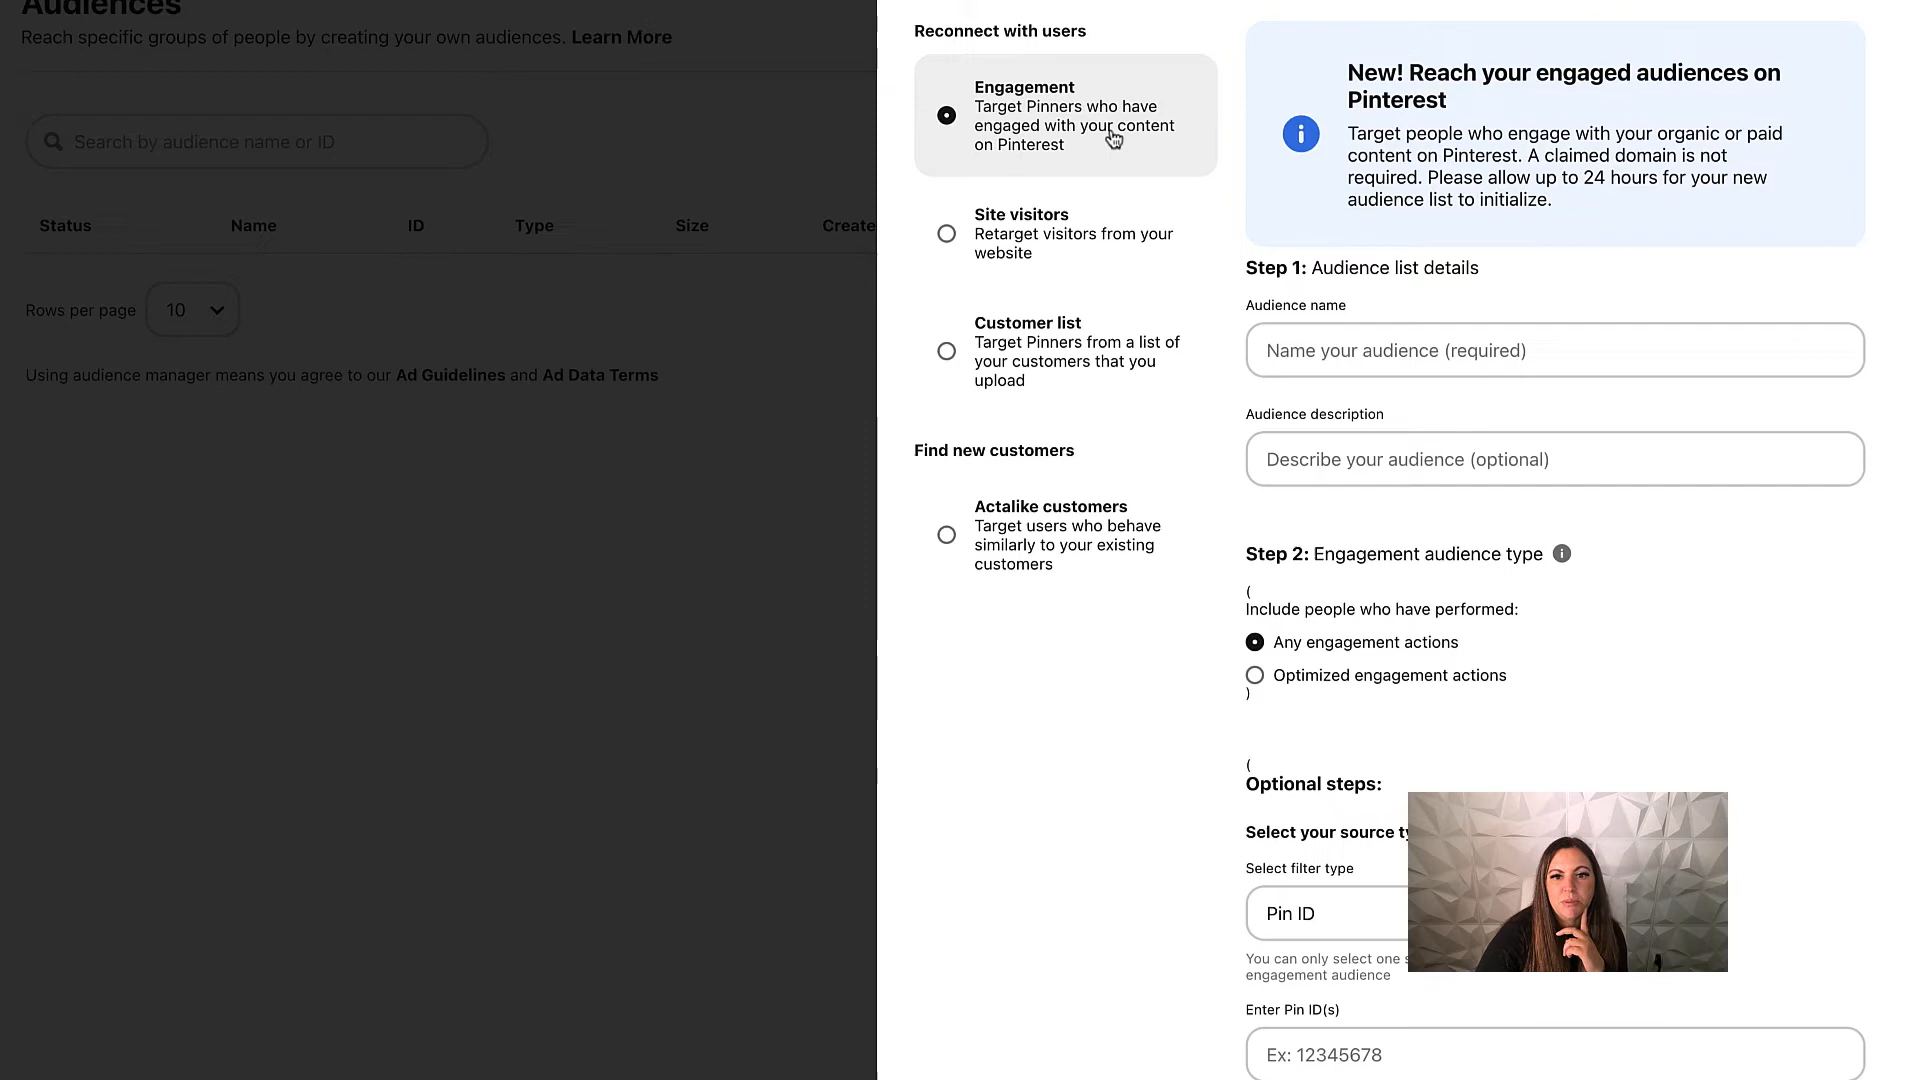 Audiences
Reach specific groups of people by creating your own audiences. Learn More
Search by audience name or ID
Status Name ID Type Size Create
Rows per page 10
Using audience manager means you agree to our Ad Guidelines and Ad Data Terms
Reconnect with users
Engagement
Target Pinners who have
engaged with your content
on Pinterest
Site visitors
Retarget visitors from your
website
Customer list
Target Pinners from a list of
your customers that you
upload
Find new customers
Actalike customers
Target users who behave
similarly to your existing
customers
New! Reach your engaged audiences on
Pinterest
Target people who engage with your organic or paid
content on Pinterest. A claimed domain is not
required. Please allow up to 24 hours for your new
audience list to initialize.
Step 1: Audience list details
Audience name
Name your audience (required)
Audience description
Describe your audience (optional)
Step 2: Engagement audience type
(
Include people who have performed:
Any engagement actions
Optimized engagement actions
)
(
Optional steps:
Select your source
Select filter type
Pin ID
You can only select one
engagement audience
Enter Pin ID(s)
Ex: 12345678